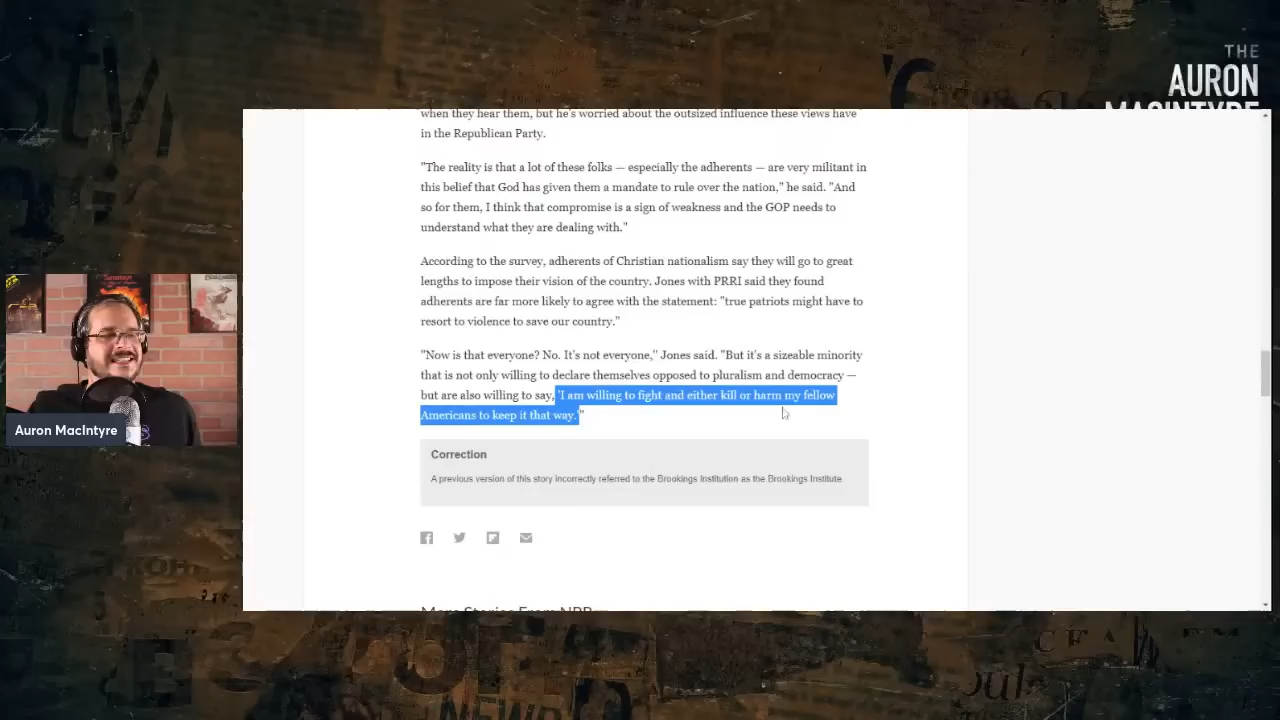 THE
AURON
MACINTYRE
when they hear them, but he's worried about the outsized influence these views have
in the Republican Party.
"The reality is that a lot of these folks — especially the adherents — are very militant in
this belief that God has given them a mandate to rule over the nation," he said. "And
so for them, I think that compromise is a sign of weakness and the GOP needs to
understand what they are dealing with."
According to the survey, adherents of Christian nationalism say they will go to great
lengths to impose their vision of the country. Jones with PRRI said they found
adherents are far more likely to agree with the statement: "true patriots might have to
resort to violence to save our country."
"Now is that everyone? No. It's not everyone," Jones said. "But it's a sizeable minority
that is not only willing to declare themselves opposed to pluralism and democracy —
but are also willing to say, 'I am willing to fight and either kill or harm my fellow
Americans to keep it that way.'"
Correction
A previous version of this story incorrectly referred to the Brookings Institution as the Brookings Institute.
More Stories From NPR
Auron MacIntyre